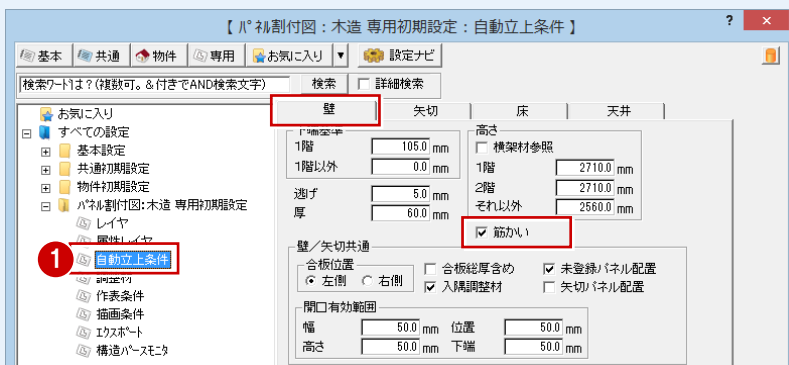 【 ﾊﾟﾈﾙ割付図：木造 専用初期設定：自動立上条件 】
? ×
基本 共通 物件 専用 お気に入り ▼ 設定ナビ
検索ワードは？(複数可。＆付きでAND検索文字) 検索 詳細検索
お気に入り
すべての設定
基本設定
共通初期設定
物件初期設定
ﾊﾟﾈﾙ割付図:木造 専用初期設定
レイヤ
属性レイヤ
1 自動立上条件
調整材
作表条件
描画条件
ｴｸｽﾎﾟｰﾄ
構造ﾊﾟｰｽﾓﾆﾀ
壁 矢切 床 天井
下端基準
1階 105.0 mm
1階以外 0.0 mm
逃げ 5.0 mm
厚 60.0 mm
高さ
横架材参照
1階 2710.0 mm
2階 2710.0 mm
それ以外 2560.0 mm
筋かい
壁／矢切共通
合板位置
左側 右側
合板総厚含め 未登録パネル配置
入隅調整材 矢切パネル配置
開口有効範囲
幅 50.0 mm 位置 50.0 mm
高さ 50.0 mm 下端 50.0 mm